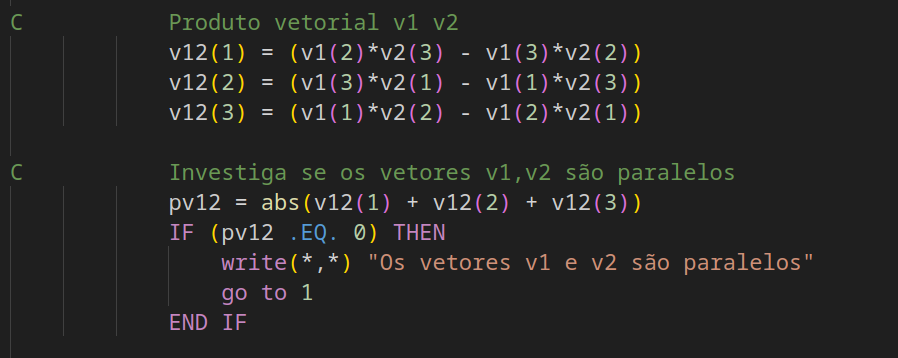 C Produto vetorial v1 v2
v12(1) = (v1(2)*v2(3) - v1(3)*v2(2))
v12(2) = (v1(3)*v2(1) - v1(1)*v2(3))
v12(3) = (v1(1)*v2(2) - v1(2)*v2(1))
C Investiga se os vetores v1,v2 são paralelos
pv12 = abs(v12(1) + v12(2) + v12(3))
IF (pv12 .EQ. 0) THEN
write(*,*) "Os vetores v1 e v2 são paralelos"
go to 1
END IF